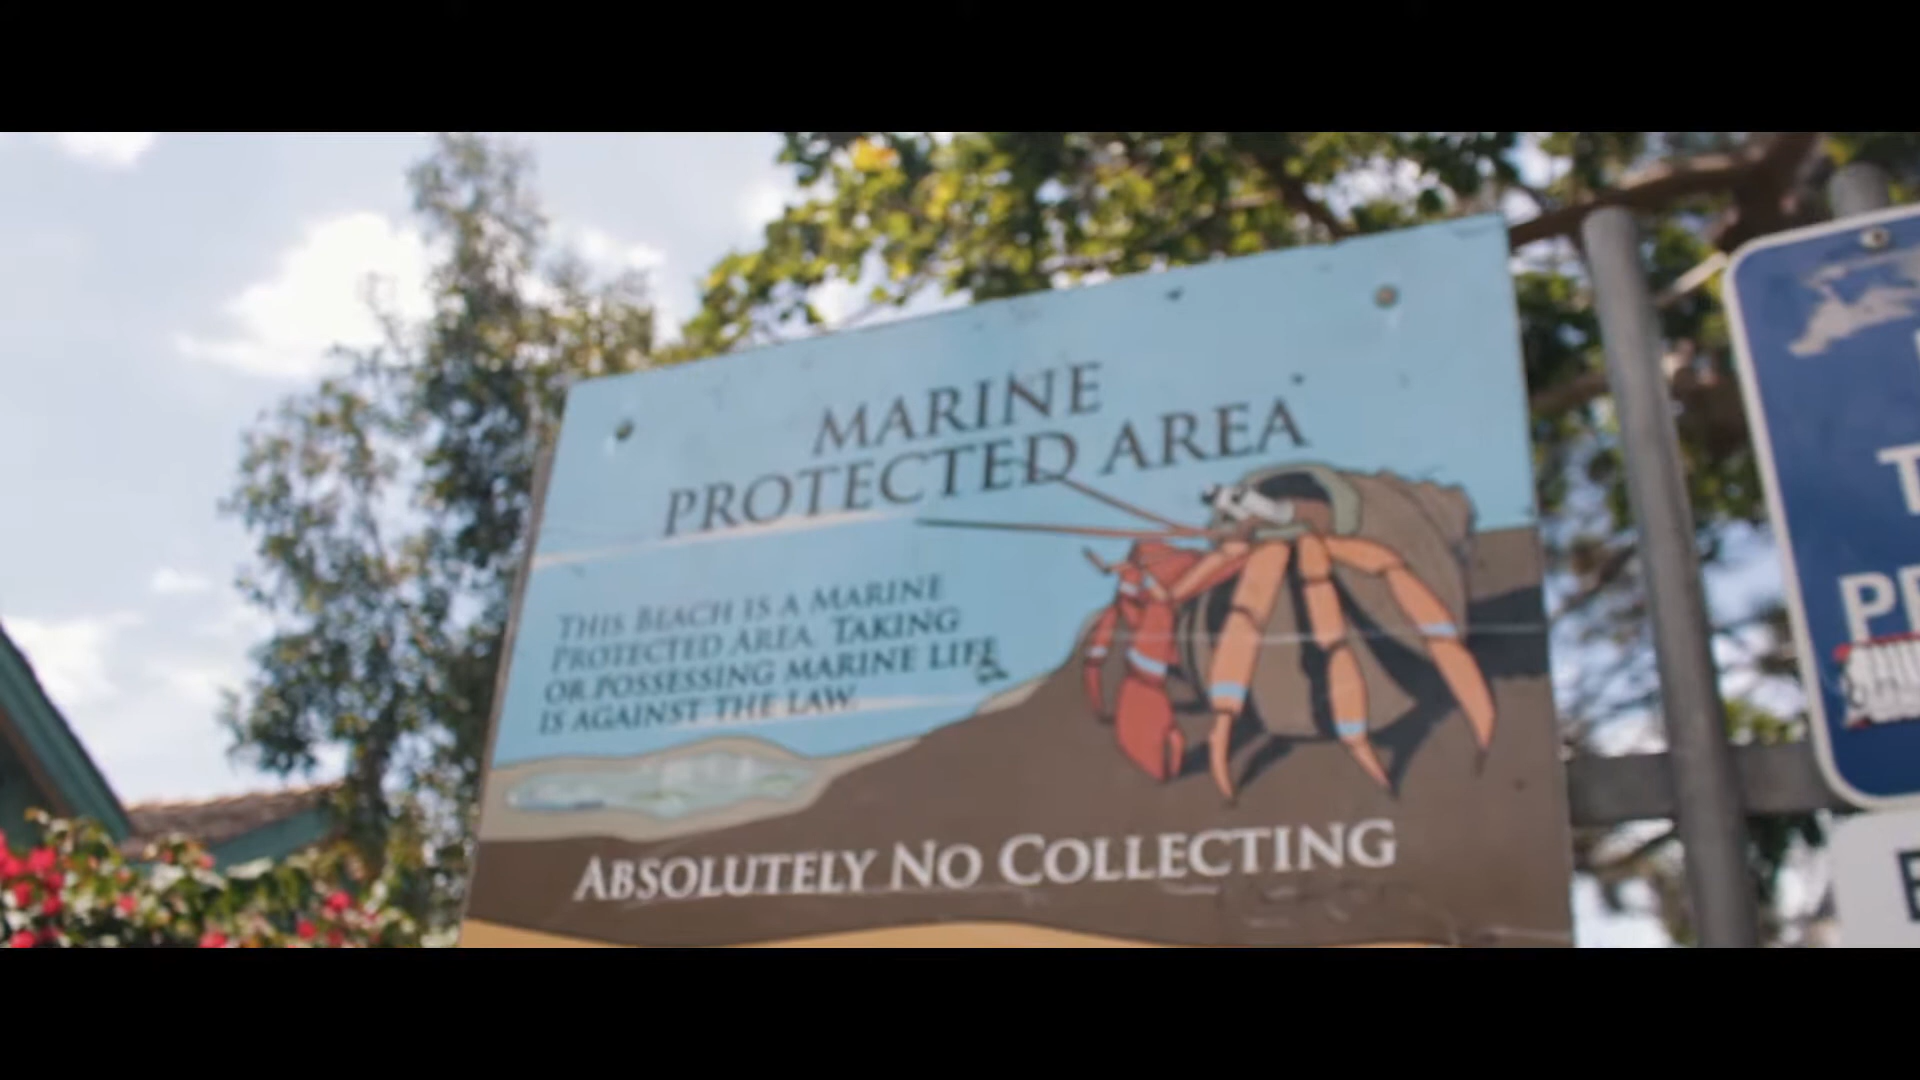 MARINE
PROTECTED AREA
THIS BEACH IS A MARINE
PROTECTED AREA. TAKING
OR POSSESSING MARINE LIFE
IS AGAINST THE LAW.
ABSOLUTELY NO COLLECTING